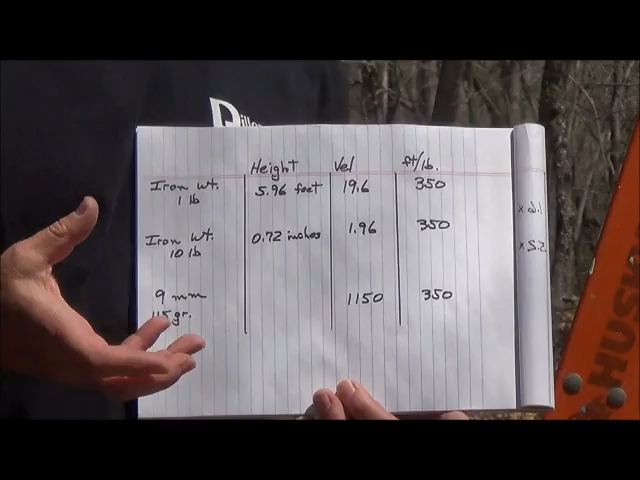 Height Vel ft/lb.
Iron wt. 5.96 feet 19.6 350
1 lb
Iron wt. 0.72 inches 1.96 350
10 lb
9 mm 1150 350
115 gr.
HUSK